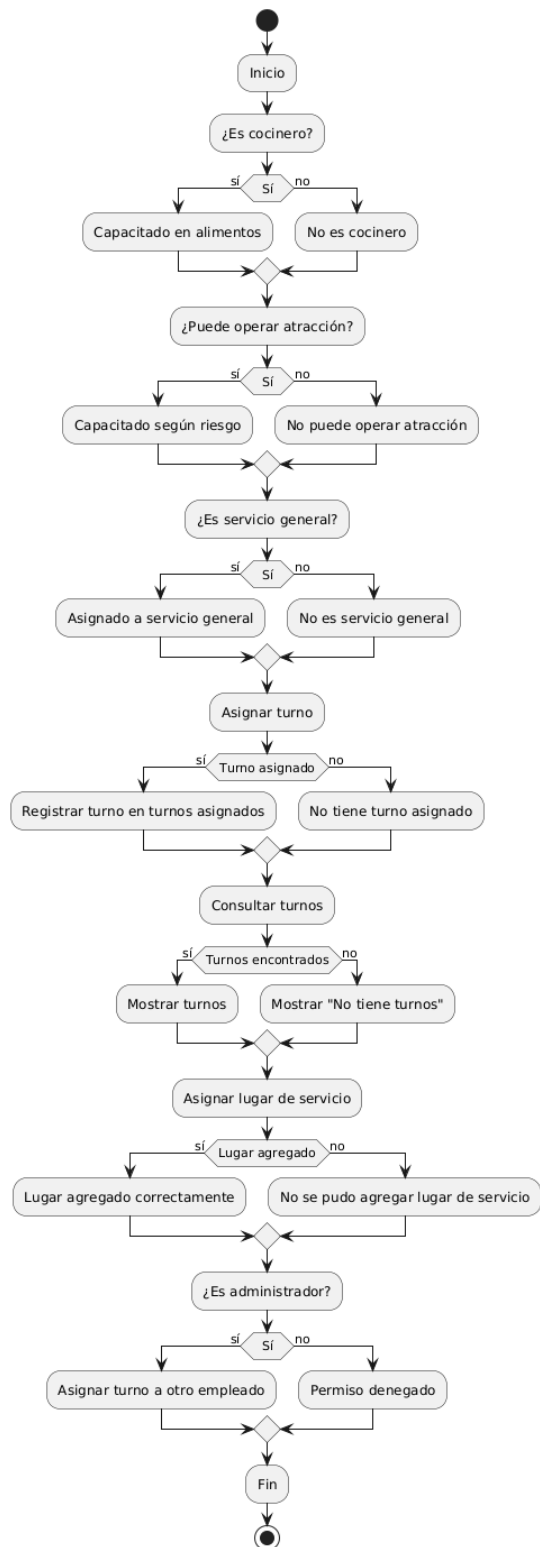 Inicio
¿Es cocinero?
sí
Sí
no
Capacitado en alimentos
No es cocinero
¿Puede operar atracción?
sí
Sí
no
Capacitado según riesgo
No puede operar atracción
¿Es servicio general?
sí
Sí
no
Asignado a servicio general
No es servicio general
Asignar turno
sí
Turno asignado
no
Registrar turno en turnos asignados
No tiene turno asignado
Consultar turnos
sí
Turnos encontrados
no
Mostrar turnos
Mostrar "No tiene turnos"
Asignar lugar de servicio
sí
Lugar agregado
no
Lugar agregado correctamente
No se pudo agregar lugar de servicio
¿Es administrador?
sí
Sí
no
Asignar turno a otro empleado
Permiso denegado
Fin